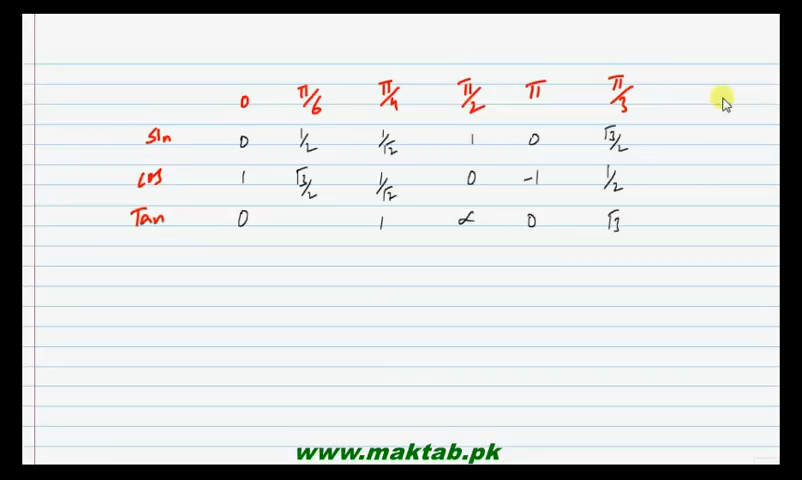 0 π/6 π/4 π/2 π π/3
Sin 0 1/2 1/√2 1 0 √3/2
Cos 1 √3/2 1/√2 0 -1 1/2
Tan 0 1 ∝ 0 √3
www.maktab.pk